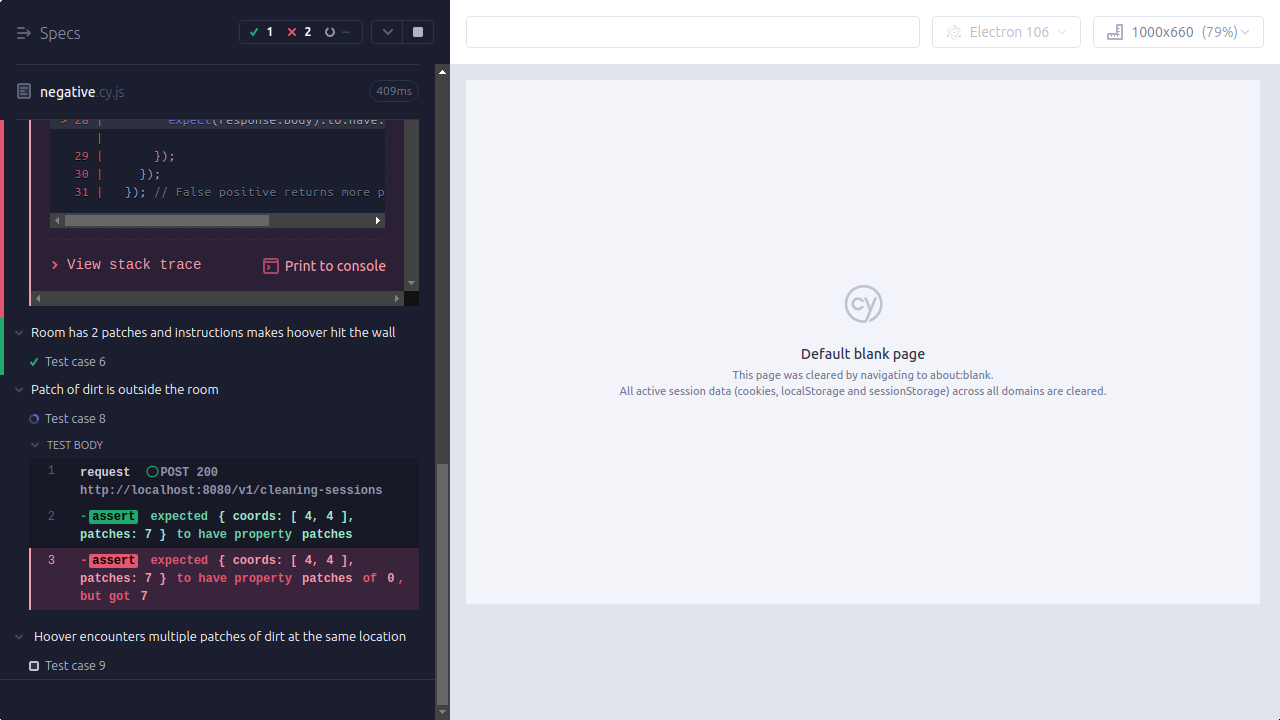 Specs
1
2
--
Electron 106
1000x660 (79%)
negative.cy.js
409ms
> 28 | expect(response.body).to.have.
|
29 | });
30 | });
31 | }); // False positive returns more p
View stack trace
Print to console
Room has 2 patches and instructions makes hoover hit the wall
Test case 6
Patch of dirt is outside the room
Test case 8
TEST BODY
1 request POST 200
http://localhost:8080/v1/cleaning-sessions
2 -assert expected { coords: [ 4, 4 ],
patches: 7 } to have property patches
3 -assert expected { coords: [ 4, 4 ],
patches: 7 } to have property patches of 0,
but got 7
Hoover encounters multiple patches of dirt at the same location
Test case 9
cy
Default blank page
This page was cleared by navigating to about:blank.
All active session data (cookies, localStorage and sessionStorage) across all domains are cleared.